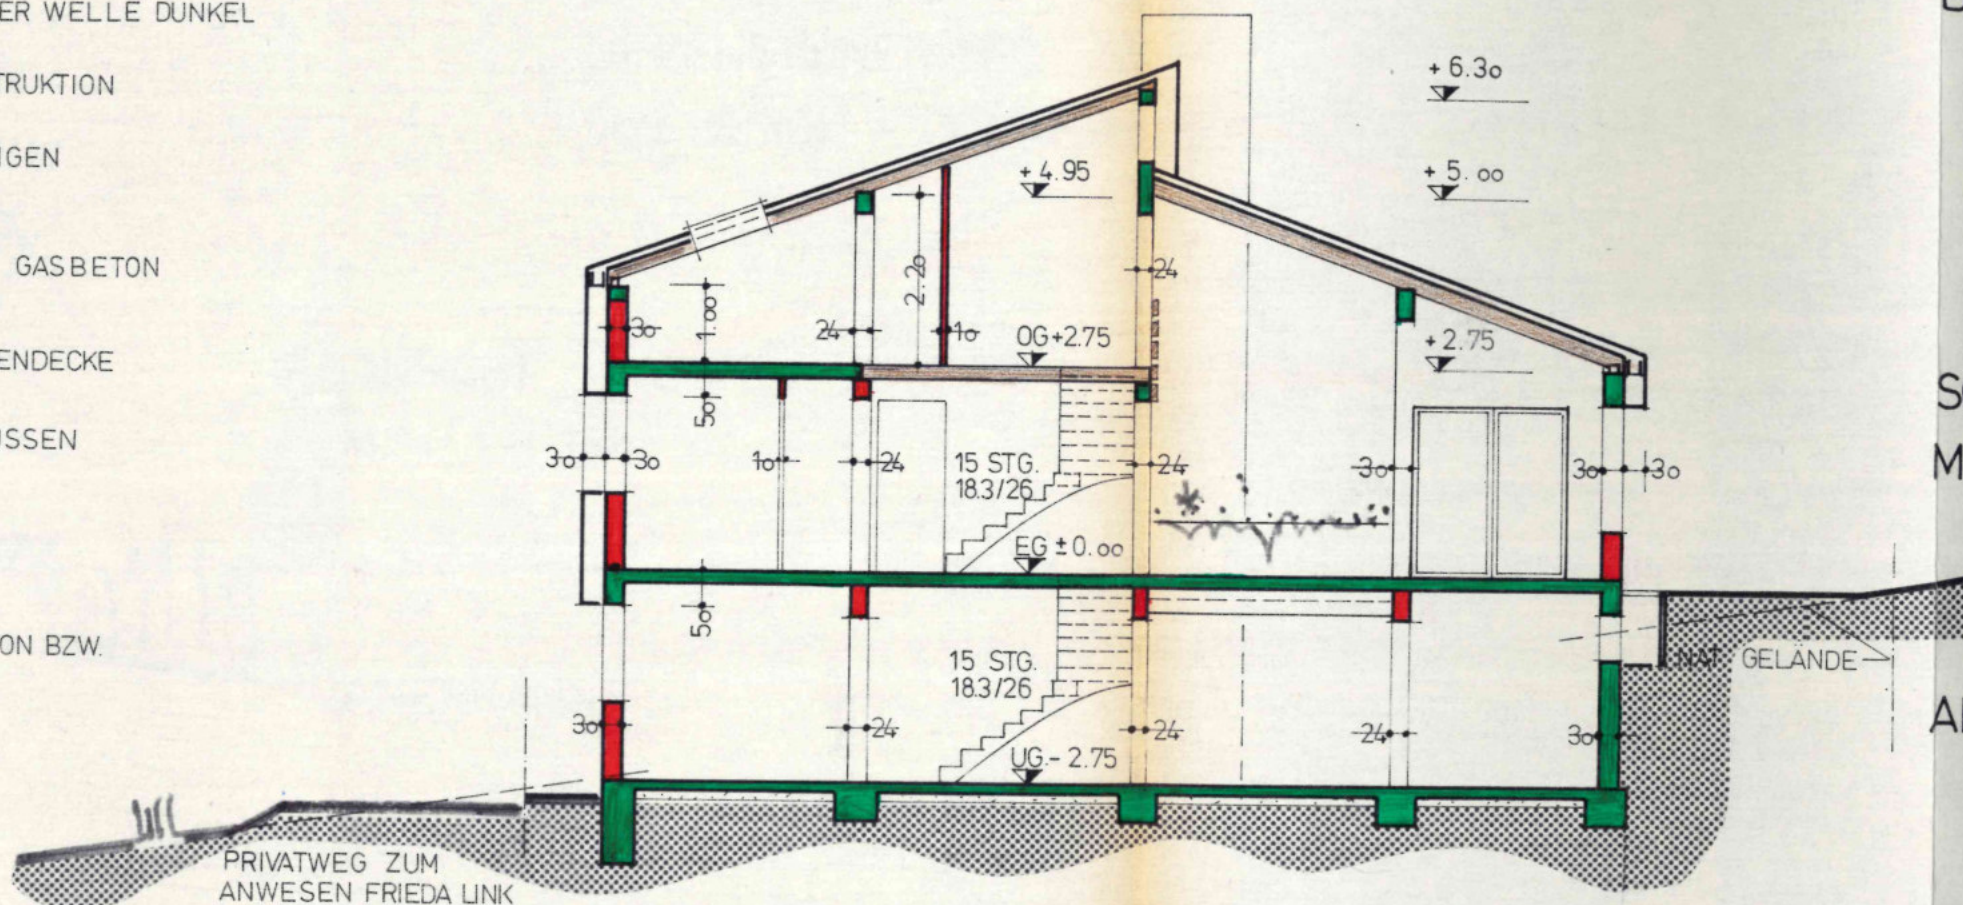 ER WELLE DUNKEL
TRUKTION
IGEN
GASBETON
ENDECKE
USSEN
ON BZW.
+ 6.30
+ 4.95
+ 5.00
24
2.20
30
1.00
24
10
OG+2.75
+ 2.75
50
30
30
10
24
15 STG.
18.3/26
24
30
30
30
EG ± 0.00
50
15 STG.
18.3/26
NAT. GELÄNDE
30
24
24
24
30
UG.- 2.75
PRIVATWEG ZUM
ANWESEN FRIEDA LINK
S
M
A